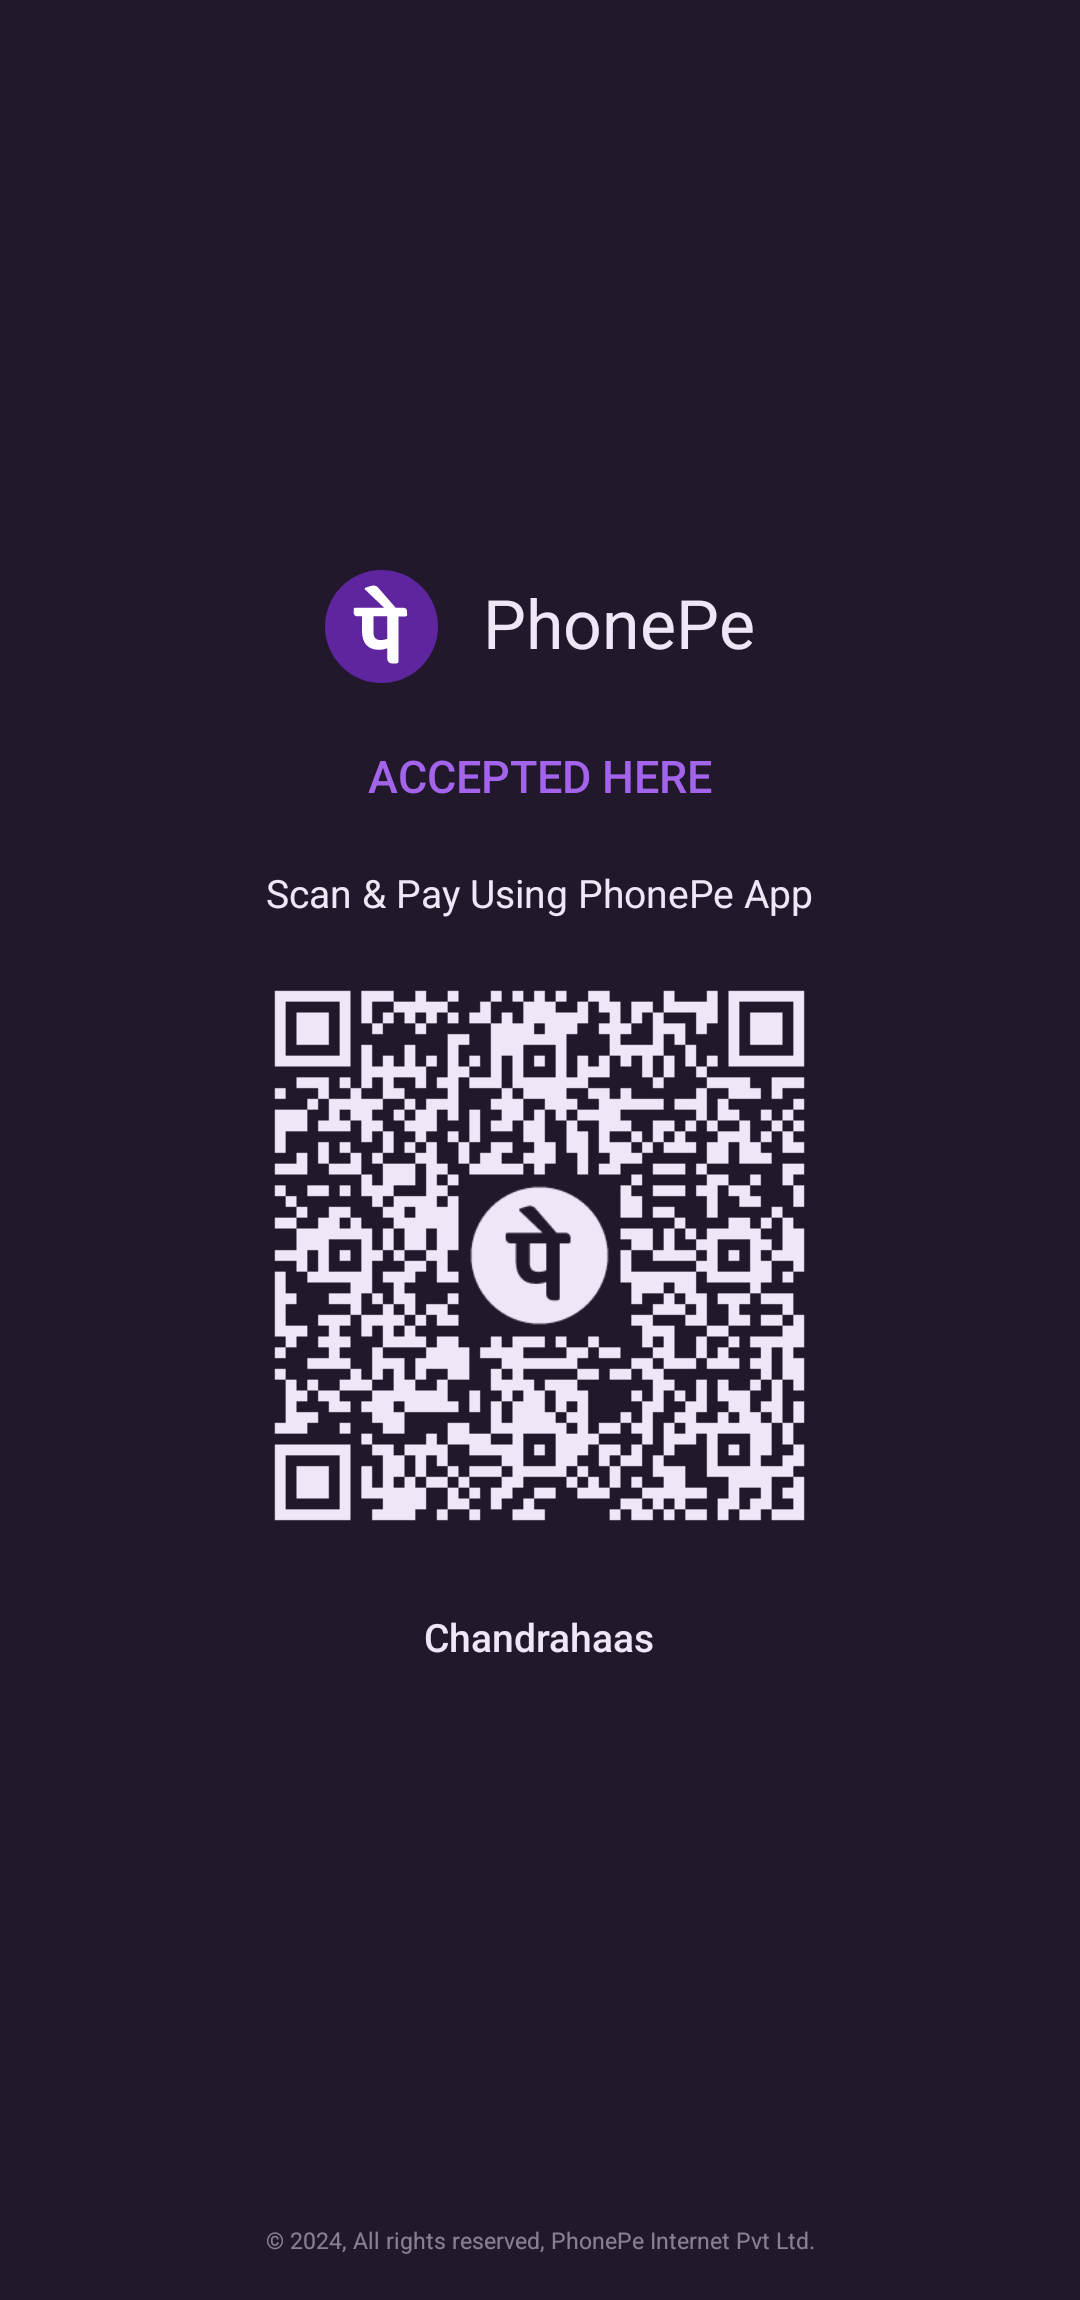 पे PhonePe
ACCEPTED HERE
Scan & Pay Using PhonePe App
पे
Chandrahaas
© 2024, All rights reserved, PhonePe Internet Pvt Ltd.